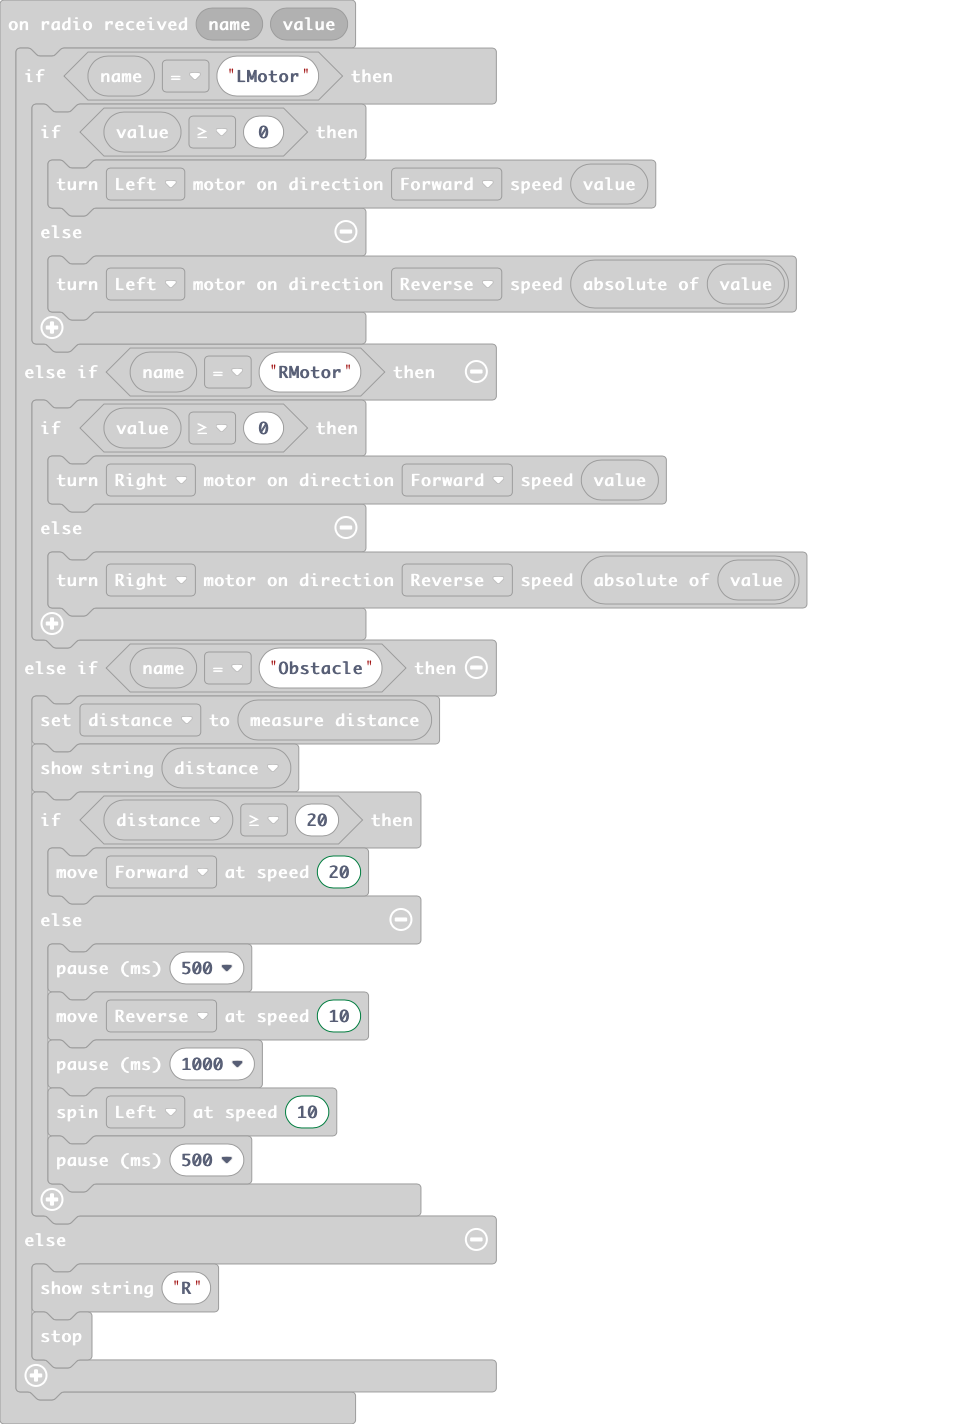 on radio received name value
if name = "LMotor" then
if value ≥ 0 then
turn Left motor on direction Forward speed value
else
turn Left motor on direction Reverse speed absolute of value
else if name = "RMotor" then
if value ≥ 0 then
turn Right motor on direction Forward speed value
else
turn Right motor on direction Reverse speed absolute of value
else if name = "Obstacle" then
set distance to measure distance
show string distance
if distance ≥ 20 then
move Forward at speed 20
else
pause (ms) 500
move Reverse at speed 10
pause (ms) 1000
spin Left at speed 10
pause (ms) 500
else
show string "R"
stop